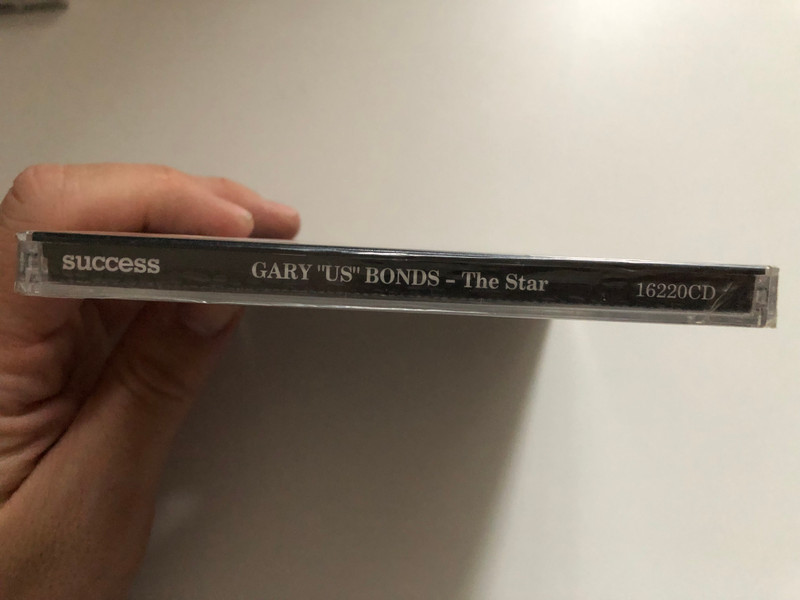 success GARY "US" BONDS – The Star 16220CD